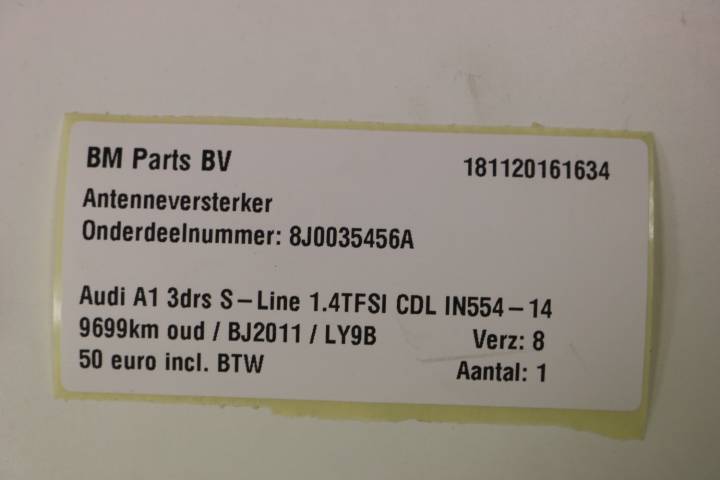 BM Parts BV 181120161634
Antenneversterker
Onderdeelnummer: 8J0035456A
Audi A1 3drs S-Line 1.4TFSI CDL IN554-14
9699km oud / BJ2011 / LY9B Verz: 8
50 euro incl. BTW Aantal: 1